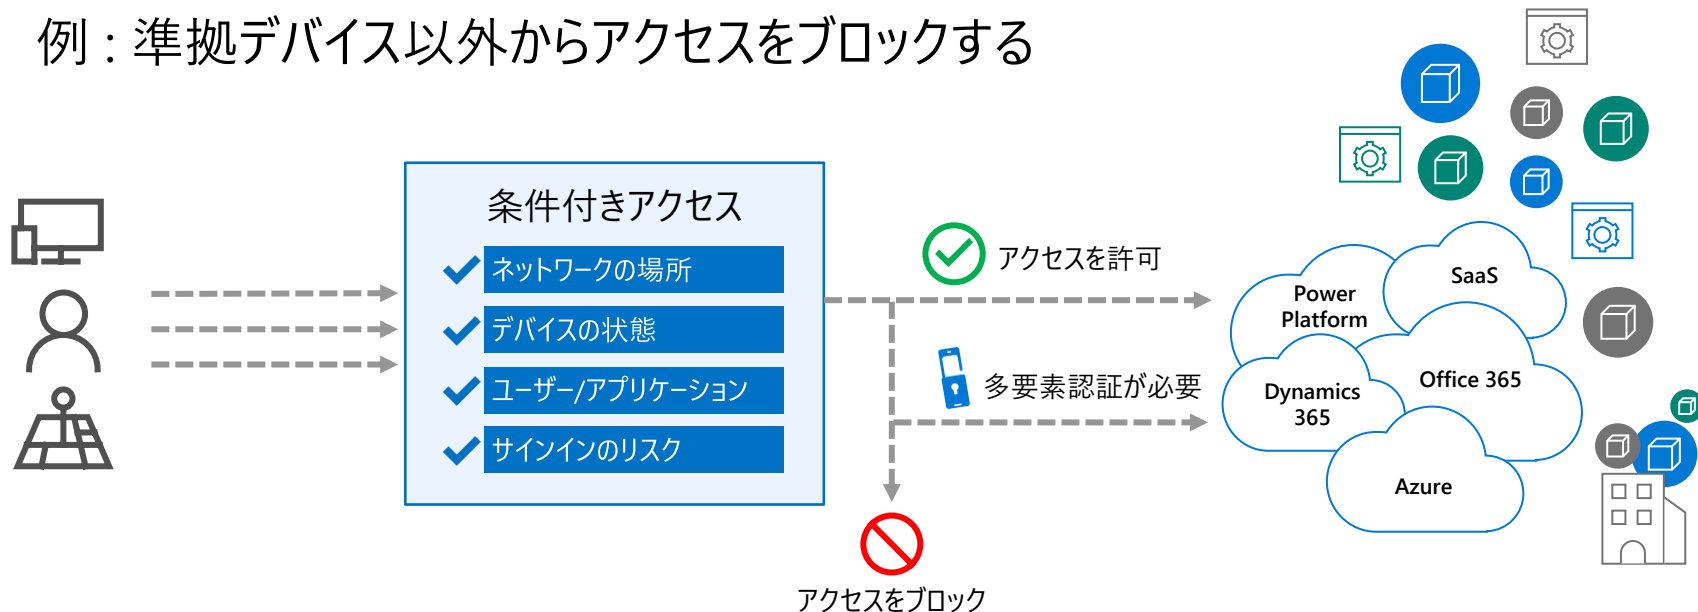 例：準拠デバイス以外からアクセスをブロックする
条件付きアクセス
ネットワークの場所
デバイスの状態
ユーザー/アプリケーション
サインインのリスク
アクセスを許可
多要素認証が必要
アクセスをブロック
SaaS
Power
Platform
Office 365
Dynamics
365
Azure